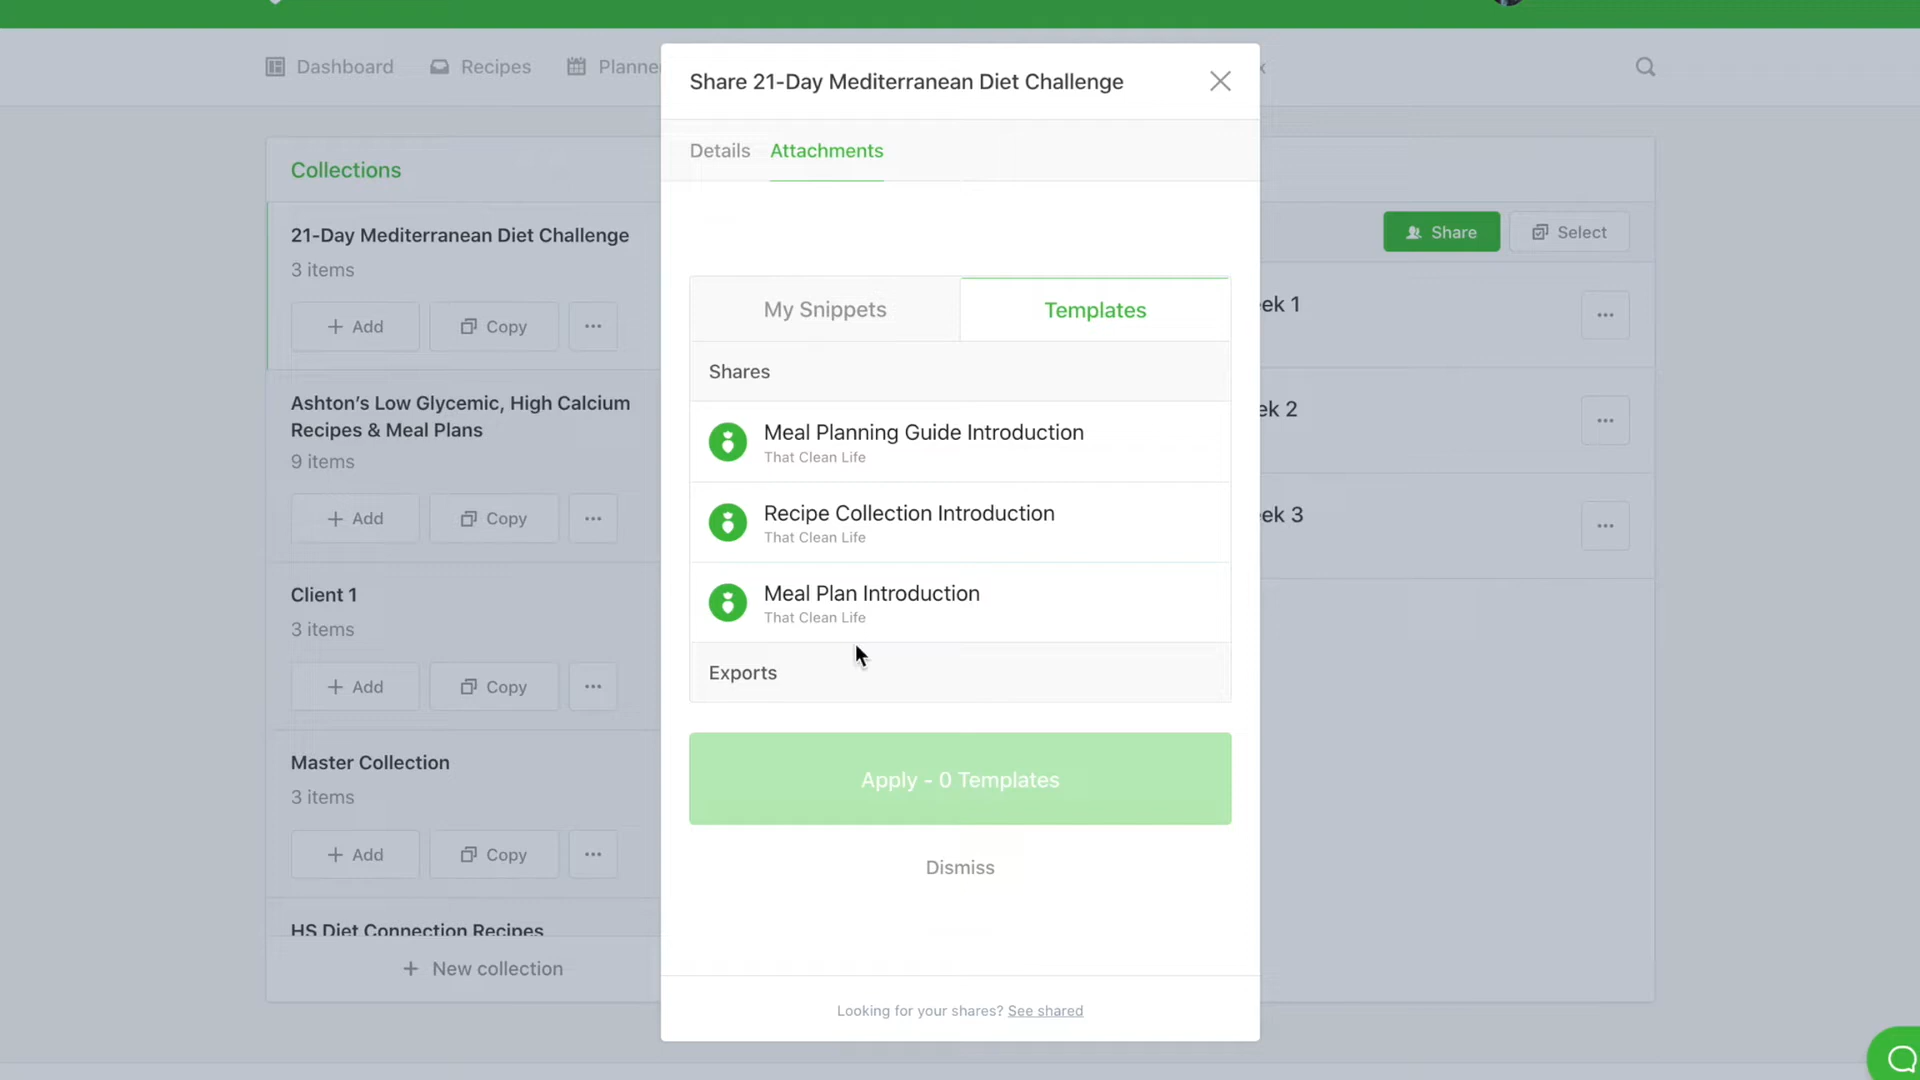 Dashboard
Recipes
Share 21-Day Mediterranean Diet Challenge
Details
Attachments
Collections
21-Day Mediterranean Diet Challenge
3 items
+ Add
Copy
...
Ashton's Low Glycemic, High Calcium
Recipes & Meal Plans
9 items
+ Add
Copy
...
Client 1
3 items
+ Add
Copy
...
Master Collection
3 items
+ Add
Copy
...
HS Diet Connection Recipes
+ New collection
My Snippets
Templates
Shares
Meal Planning Guide Introduction
That Clean Life
Recipe Collection Introduction
That Clean Life
Meal Plan Introduction
That Clean Life
Exports
Apply - 0 Templates
Dismiss
Looking for your shares? See shared
Share
Select
eek 1
...
ek 2
...
eek 3
...